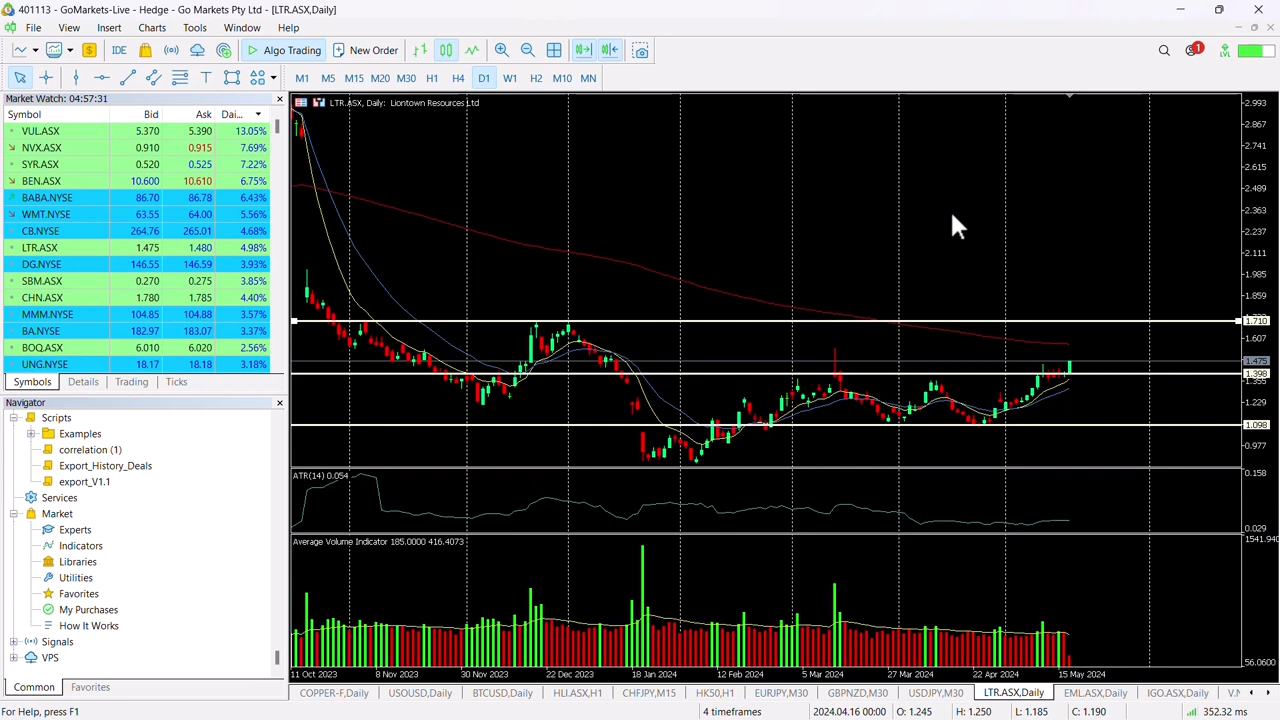 401113 - GoMarkets-Live - Hedge - Go Markets Pty Ltd - [LTR.ASX,Daily]
File View Insert Charts Tools Window Help
IDE Algo Trading New Order 1 LVL
T M1 M5 M15 M20 M30 H1 H4 D1 W1 H2 M10 MN
Market Watch: 04:57:31
Symbol Bid Ask Dai...
VUL.ASX 5.370 5.390 13.05%
NVX.ASX 0.910 0.915 7.69%
SYR.ASX 0.520 0.525 7.22%
BEN.ASX 10.600 10.610 6.75%
BABA.NYSE 86.70 86.78 6.43%
WMT.NYSE 63.55 64.00 5.56%
CB.NYSE 264.76 265.01 4.68%
LTR.ASX 1.475 1.480 4.98%
DG.NYSE 146.55 146.59 3.93%
SBM.ASX 0.270 0.275 3.85%
CHN.ASX 1.780 1.785 4.40%
MMM.NYSE 104.85 104.88 3.57%
BA.NYSE 182.97 183.07 3.37%
BOQ.ASX 6.010 6.020 2.56%
UNG.NYSE 18.17 18.18 3.18%
Symbols Details Trading Ticks
Navigator
Scripts
Examples
correlation (1)
Export_History_Deals
export_V1.1
Services
Market
Experts
Indicators
Libraries
Utilities
Favorites
My Purchases
How It Works
Signals
VPS
Common Favorites
LTR.ASX, Daily: Liontown Resources Ltd
2.993
2.867
2.741
2.615
2.489
2.363
2.237
2.111
1.985
1.859
1.710
1.607
1.475
1.398
1.355
1.229
1.098
0.977
ATR(14) 0.054
0.158
0.029
Average Volume Indicator 185.0000 416.4073
1541.940
56.0600
11 Oct 2023 8 Nov 2023 30 Nov 2023 22 Dec 2023 18 Jan 2024 12 Feb 2024 5 Mar 2024 27 Mar 2024 22 Apr 2024 15 May 2024
COPPER-F,Daily USOUSD,Daily BTCUSD,Daily HLI.ASX,H1 CHFJPY,M15 HK50,H1 EURJPY,M30 GBPNZD,M30 USDJPY,M30 LTR.ASX,Daily EML.ASX,Daily IGO.ASX,Daily
For Help, press F1 4 timeframes 2024.04.16 00:00 O: 1.245 H: 1.250 L: 1.185 C: 1.190 352.32 ms